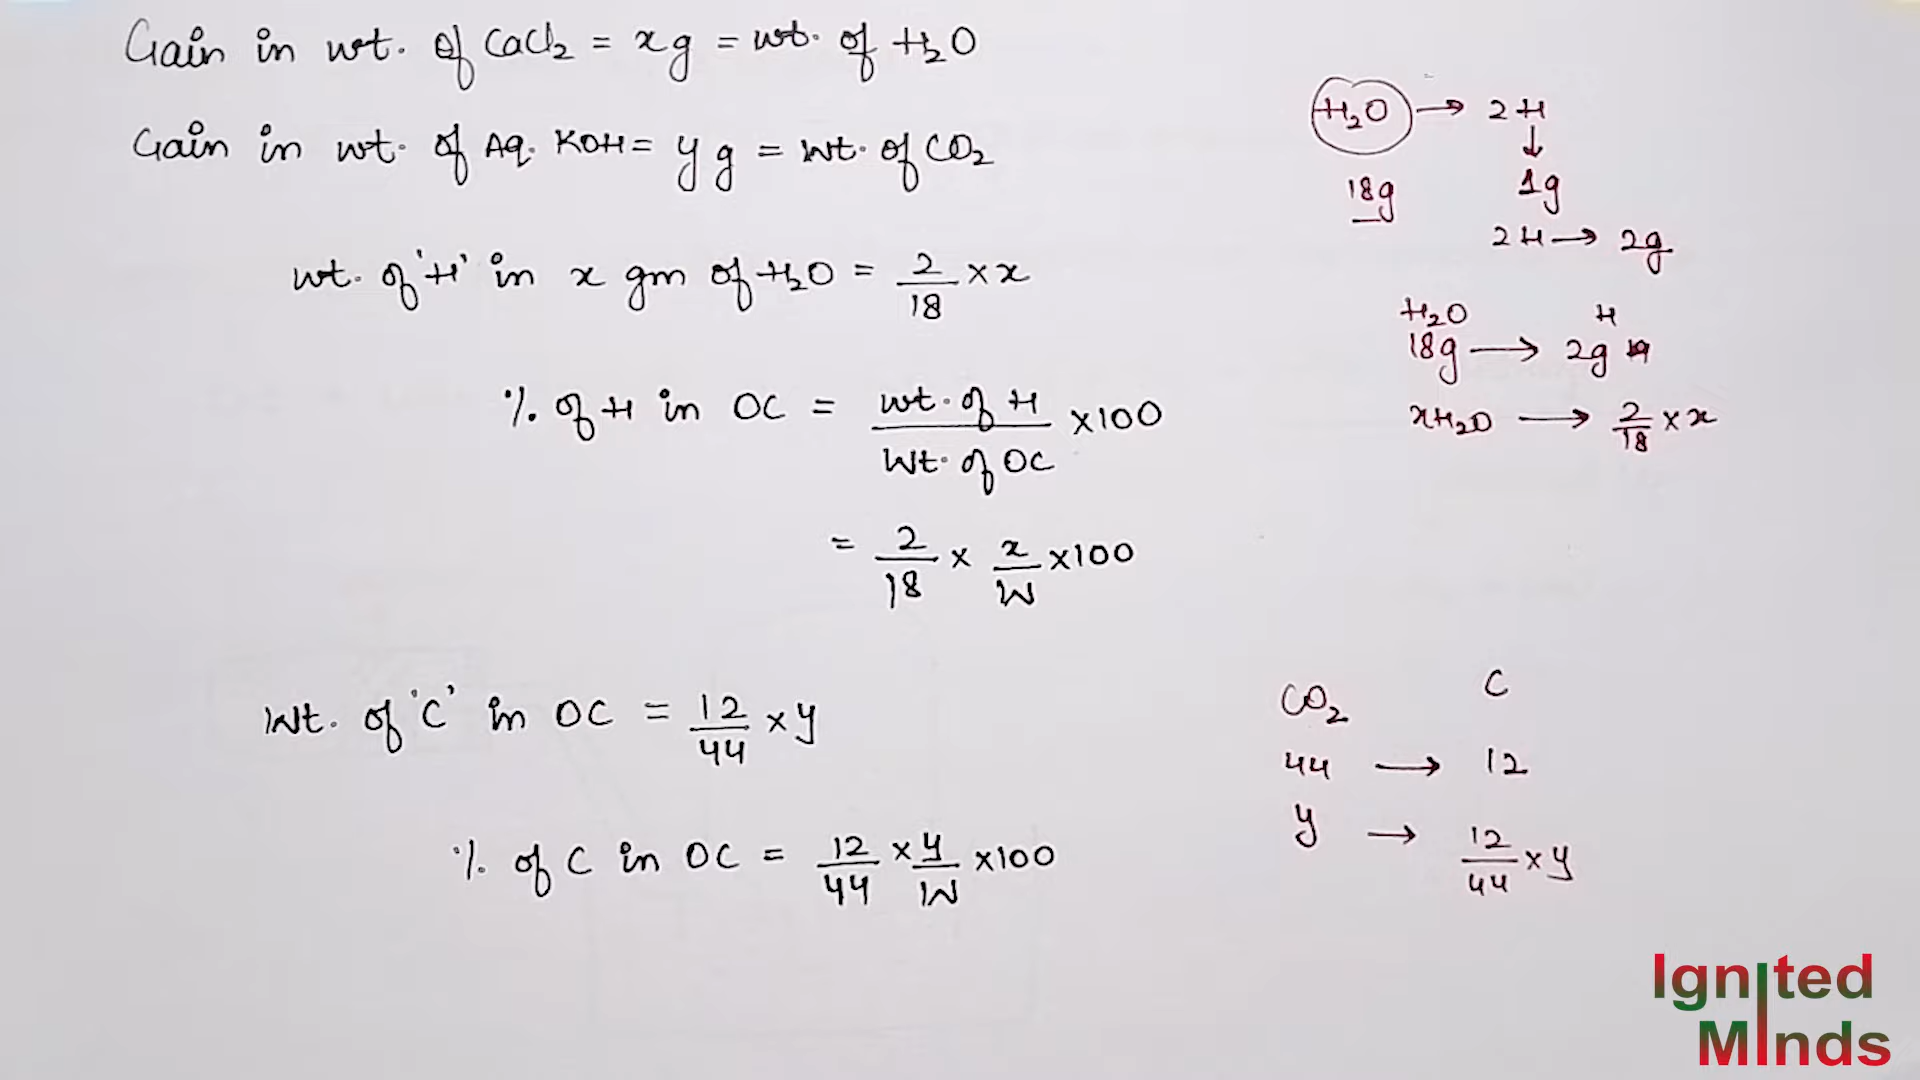 Gain in wt. of CaCl₂ = x g = wt. of H₂O
Gain in wt. of Aq. KOH = y g = Wt. of CO₂
wt. of 'H' in x gm of H₂O = 2/18 × x
% of H in OC = wt. of H / Wt. of OC × 100
= 2/18 × x/W × 100
Wt. of 'C' in OC = 12/44 × y
% of C in OC = 12/44 × y/W × 100
H₂O → 2H
↓
18g 1g
2H → 2g
H₂O H
18g → 2g
xH₂O → 2/18 × x
CO₂ C
44 → 12
y → 12/44 × y
Ignited
Minds